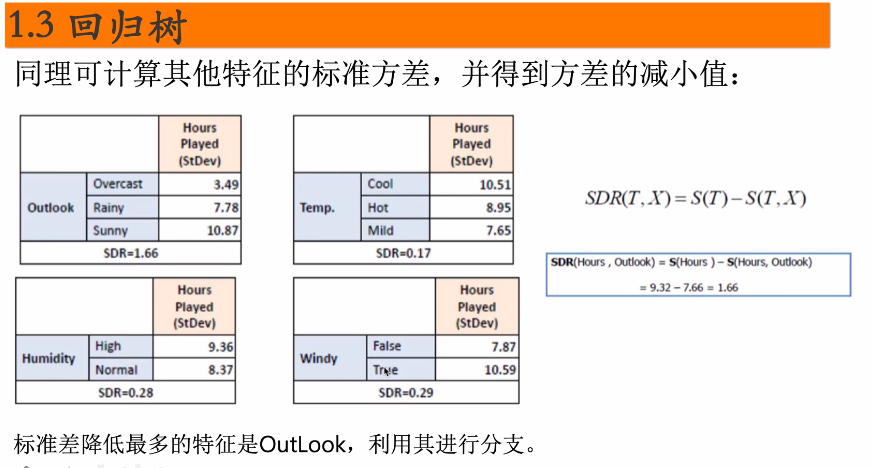 1.3 回归树
同理可计算其他特征的标准方差，并得到方差的减小值：
Hours
Played
(StDev)
Outlook
Overcast 3.49
Rainy 7.78
Sunny 10.87
SDR=1.66
Hours
Played
(StDev)
Temp.
Cool 10.51
Hot 8.95
Mild 7.65
SDR=0.17
SDR(T, X) = S(T) – S(T, X)
SDR(Hours , Outlook) = S(Hours ) – S(Hours, Outlook)
= 9.32 – 7.66 = 1.66
Hours
Played
(StDev)
Humidity
High 9.36
Normal 8.37
SDR=0.28
Hours
Played
(StDev)
Windy
False 7.87
True 10.59
SDR=0.29
标准差降低最多的特征是OutLook，利用其进行分支。